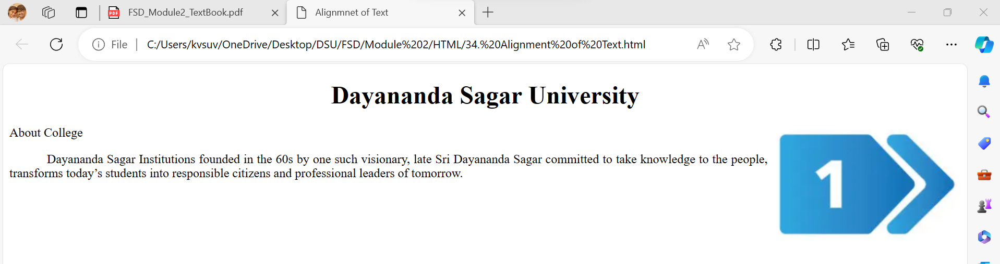 FSD_Module2_TextBook.pdf
Alignmnet of Text
File
C:/Users/kvsuv/OneDrive/Desktop/DSU/FSD/Module%202/HTML/34.%20Alignment%20of%20Text.html
Dayananda Sagar University
About College
Dayananda Sagar Institutions founded in the 60s by one such visionary, late Sri Dayananda Sagar committed to take knowledge to the people,
transforms today’s students into responsible citizens and professional leaders of tomorrow.
1